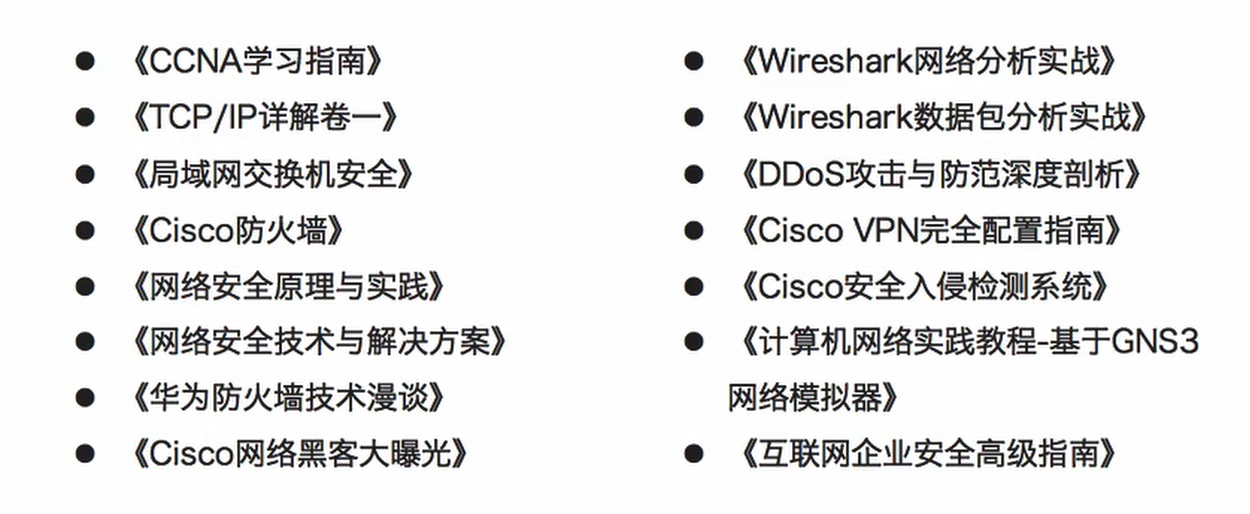 ● 《CCNA学习指南》
● 《TCP/IP详解卷一》
● 《局域网交换机安全》
● 《Cisco防火墙》
● 《网络安全原理与实践》
● 《网络安全技术与解决方案》
● 《华为防火墙技术漫谈》
● 《Cisco网络黑客大曝光》
● 《Wireshark网络分析实战》
● 《Wireshark数据包分析实战》
● 《DDoS攻击与防范深度剖析》
● 《Cisco VPN完全配置指南》
● 《Cisco安全入侵检测系统》
● 《计算机网络实践教程-基于GNS3
网络模拟器》
● 《互联网企业安全高级指南》